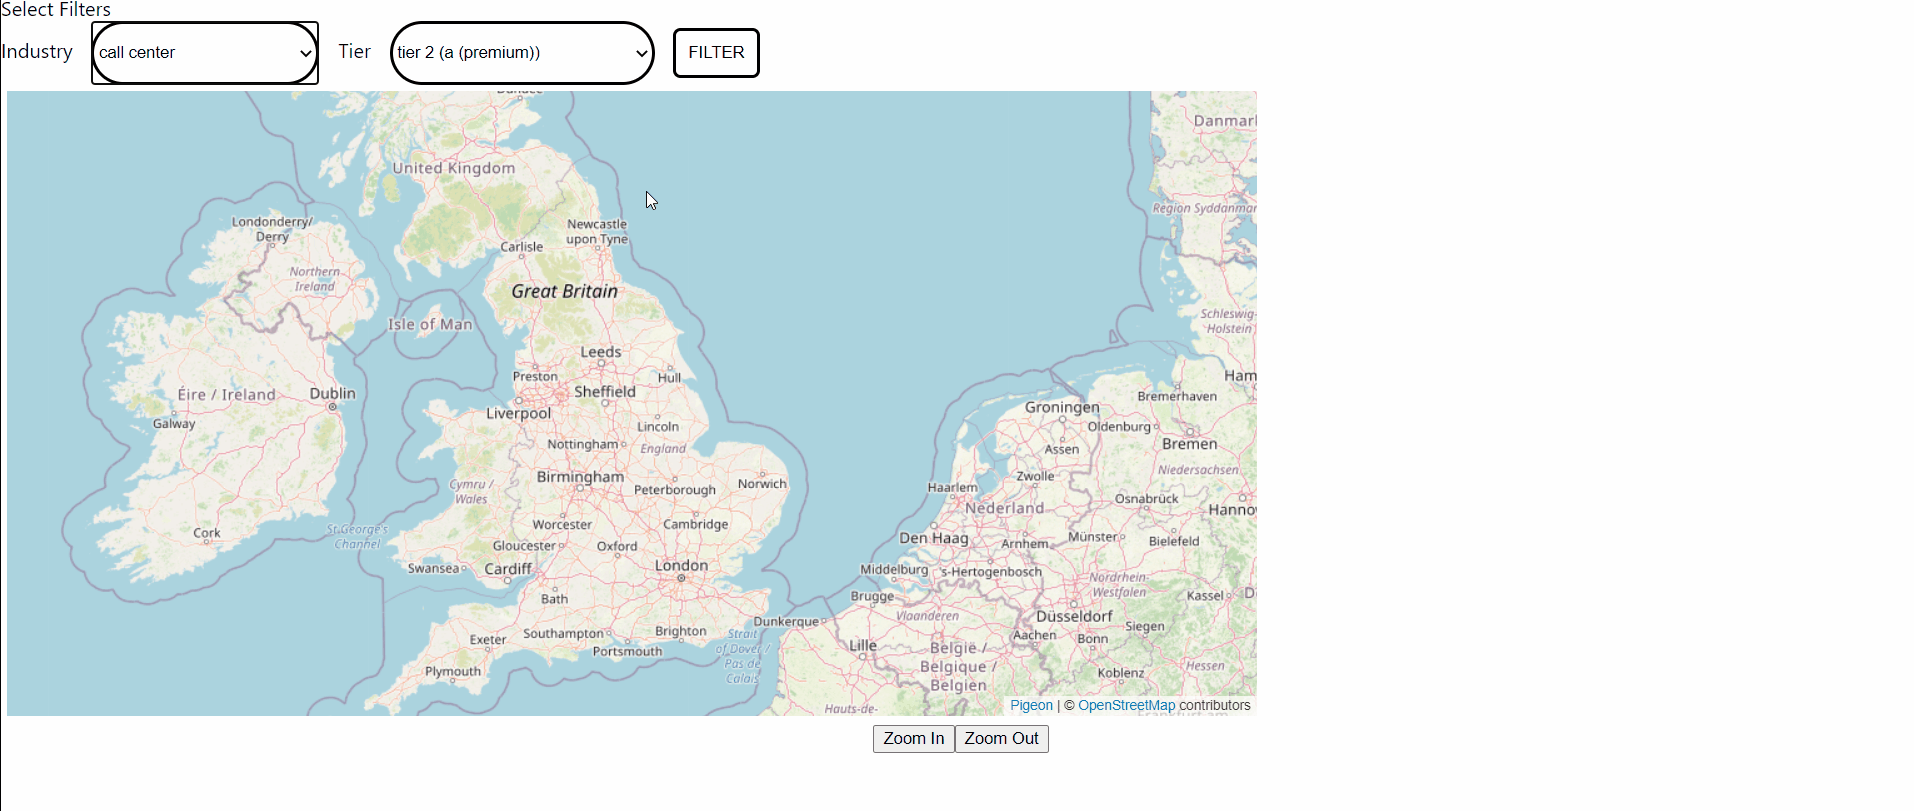 Select Filters
Industry call center Tier tier 2 (a (premium)) FILTER
Dundee
Danmark
United Kingdom
Region Syddanmark
Londonderry/
Derry
Newcastle
upon Tyne
Carlisle
Northern
Ireland
Great Britain
Isle of Man
Schleswig-
Holstein
Leeds
Preston
Hull
Ham
Sheffield
Éire / Ireland
Dublin
Bremerhaven
Liverpool
Groningen
Galway
Lincoln
Oldenburg
Nottingham
England
Assen
Bremen
Birmingham
Zwolle
Niedersachsen
Cymru /
Wales
Peterborough
Norwich
Haarlem
Osnabrück
Nederland
Hannov
Worcester
Cambridge
Cork
St George's
Channel
Den Haag
Gloucester
Oxford
Arnhem
Münster
Bielefeld
Swansea
Cardiff
London
Middelburg
's-Hertogenbosch
Nordrhein-
Westfalen
Bath
Brugge
Kassel
D
Vlaanderen
Düsseldorf
Dunkerque
Exeter
Southampton
Brighton
Strait
of Dover /
Pas de
Calais
Portsmouth
Aachen
Bonn
Siegen
Lille
België /
Belgique /
Belgien
Plymouth
Koblenz
Hessen
Hauts-de-
Pigeon | © OpenStreetMap contributors
Frankfurt am
Zoom In Zoom Out